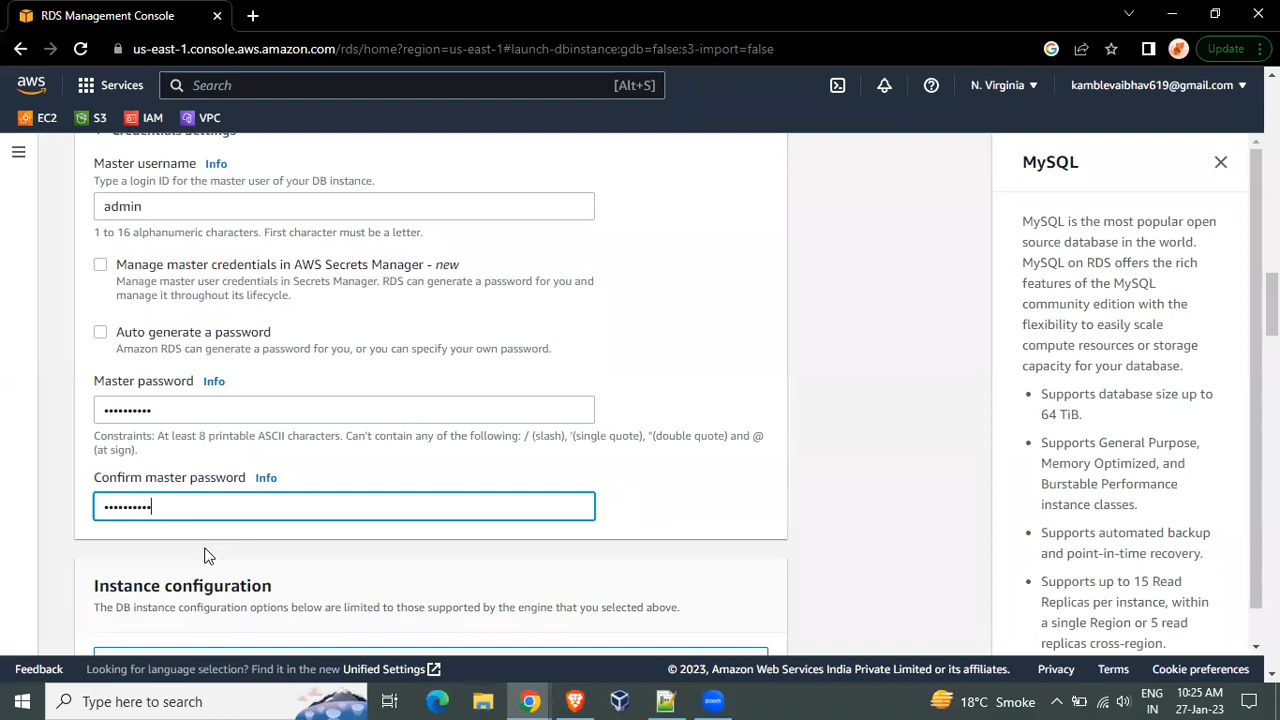 RDS Management Console
us-east-1.console.aws.amazon.com/rds/home?region=us-east-1#launch-dbinstance:gdb=false;s3-import=false
Update
aws
Services
Search
[Alt+S]
N. Virginia
kamblevaibhav619@gmail.com
EC2
S3
IAM
VPC
Credentials Settings
Master username Info
Type a login ID for the master user of your DB instance.
admin
1 to 16 alphanumeric characters. First character must be a letter.
Manage master credentials in AWS Secrets Manager - new
Manage master user credentials in Secrets Manager. RDS can generate a password for you and
manage it throughout its lifecycle.
Auto generate a password
Amazon RDS can generate a password for you, or you can specify your own password.
Master password Info
••••••••••
Constraints: At least 8 printable ASCII characters. Can't contain any of the following: / (slash), '(single quote), "(double quote) and @
(at sign).
Confirm master password Info
••••••••••
Instance configuration
The DB instance configuration options below are limited to those supported by the engine that you selected above.
MySQL
MySQL is the most popular open
source database in the world.
MySQL on RDS offers the rich
features of the MySQL
community edition with the
flexibility to easily scale
compute resources or storage
capacity for your database.
• Supports database size up to
64 TiB.
• Supports General Purpose,
Memory Optimized, and
Burstable Performance
instance classes.
• Supports automated backup
and point-in-time recovery.
• Supports up to 15 Read
Replicas per instance, within
a single Region or 5 read
replicas cross-region.
Feedback
Looking for language selection? Find it in the new Unified Settings
© 2023, Amazon Web Services India Private Limited or its affiliates.
Privacy
Terms
Cookie preferences
Type here to search
zoom
18°C Smoke
ENG
IN
10:25 AM
27-Jan-23